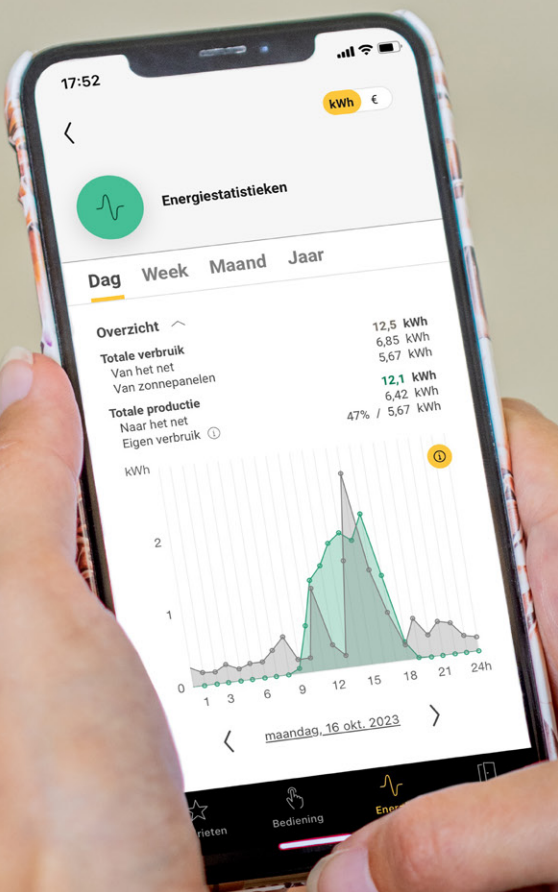 17:52
kWh €
Energiestatistieken
Dag Week Maand Jaar
Overzicht
Totale verbruik 12,5 kWh
Van het net 6,85 kWh
Van zonnepanelen 5,67 kWh
Totale productie 12,1 kWh
Naar het net 6,42 kWh
Eigen verbruik 47% / 5,67 kWh
kWh
2
1
0
1 3 6 9 12 15 18 21 24h
maandag, 16 okt. 2023
rieten Bediening Ener